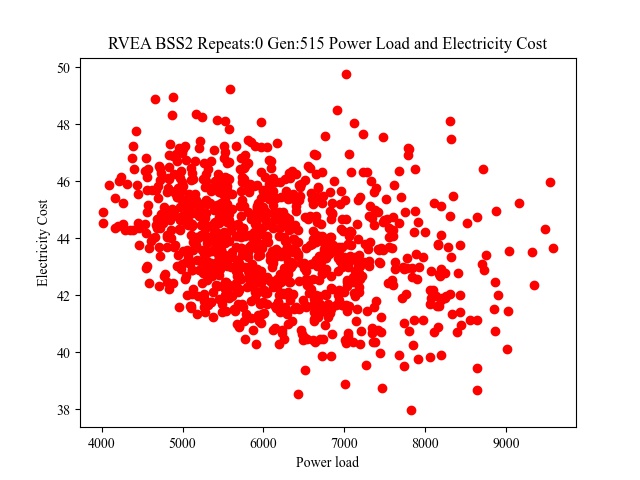 RVEA BSS2 Repeats:0 Gen:515 Power Load and Electricity Cost
50
48
46
44
42
40
38
Electricity Cost
4000 5000 6000 7000 8000 9000
Power load